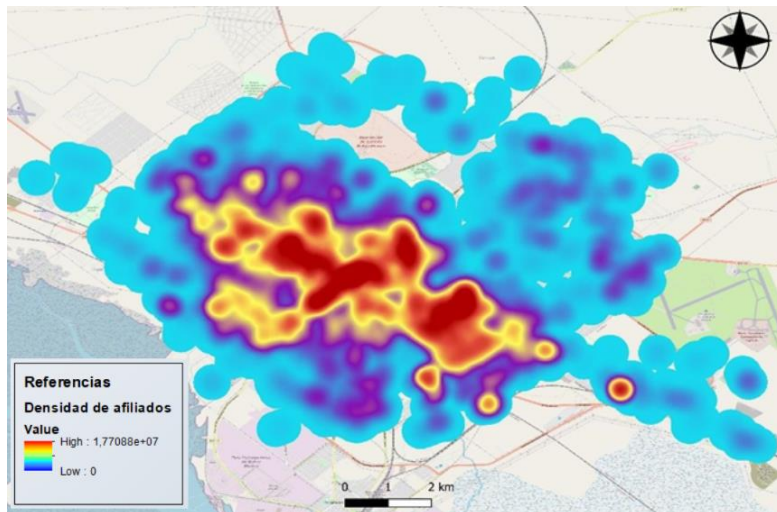 Referencias
Densidad de afiliados
Value
High : 1,77088e+07
Low : 0
0 1 2 km